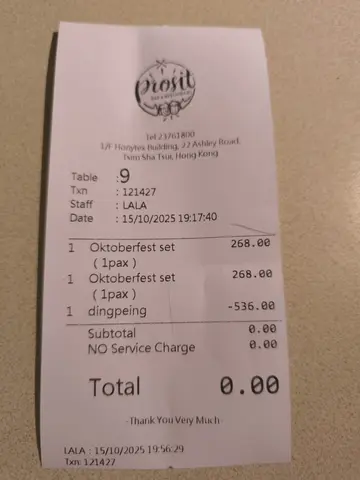 Prosit
Tel 23761800
1/F Honytex Building, 22 Ashley Road,
Tsim Sha Tsui, Hong Kong
Table :9
Txn : 121427
Staff : LALA
Date : 15/10/2025 19:17:40
1 Oktoberfest set 268.00
( 1pax )
1 Oktoberfest set 268.00
( 1pax )
1 dingpeing -536.00
Subtotal 0.00
NO Service Charge 0.00
Total 0.00
-Thank You Very Much-
LALA : 15/10/2025 19:56:29
Txn: 121427